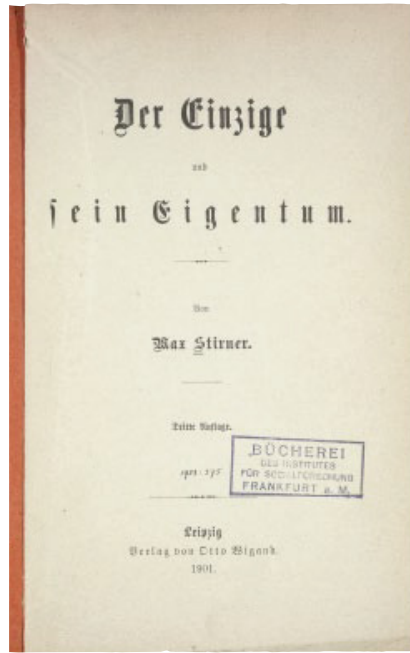 Der Einzige
und
sein Eigentum.
Von
Max Stirner.
Dritte Auflage.
BÜCHEREI
DES INSTITUTES
FÜR SOZIALFORSCHUNG
FRANKFURT a. M.
Leipzig
Verlag von Otto Wigand.
1901.